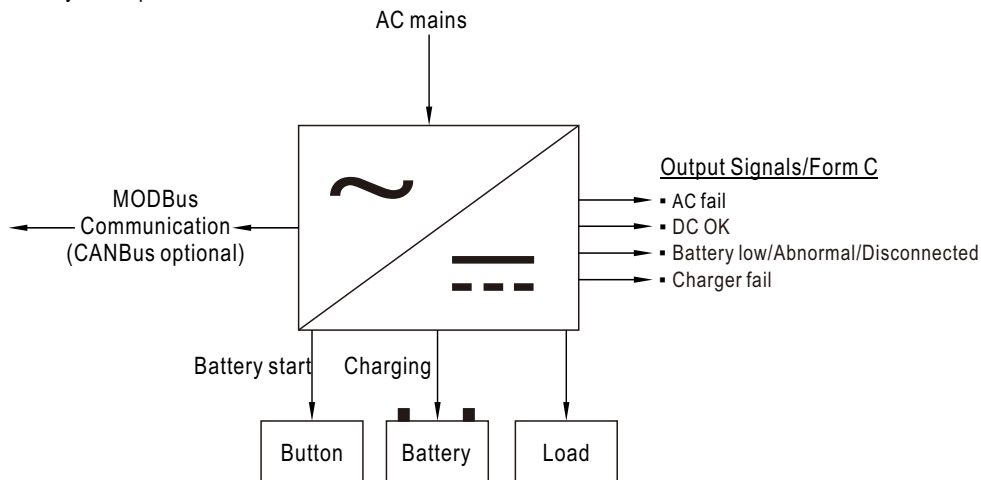 AC mains
Output Signals/Form C
▪ AC fail
▪ DC OK
▪ Battery low/Abnormal/Disconnected
▪ Charger fail
MODBus
Communication
(CANBus optional)
Battery start
Charging
Button
Battery
Load